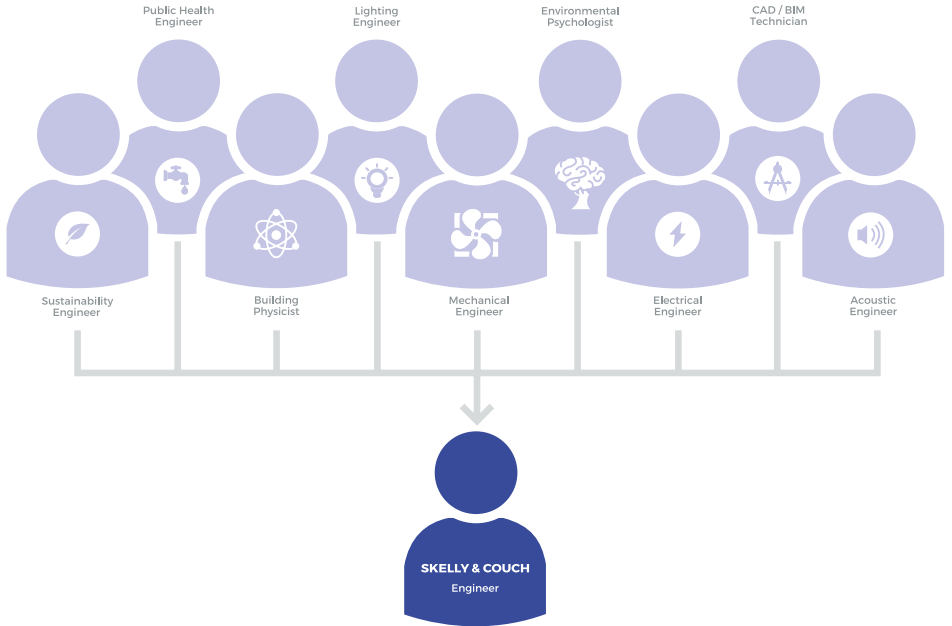 Public Health
Engineer
Lighting
Engineer
Environmental
Psychologist
CAD / BIM
Technician
Sustainability
Engineer
Building
Physicist
Mechanical
Engineer
Electrical
Engineer
Acoustic
Engineer
SKELLY & COUCH
Engineer